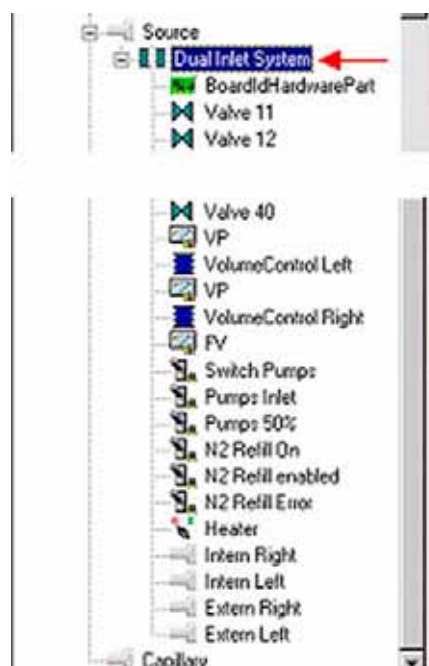 Source
Dual Inlet System
BoardIdHardwarePart
Valve 11
Valve 12
Valve 40
VP
VolumeControl Left
VP
VolumeControl Right
FV
Switch Pumps
Pumps Inlet
Pumps 50%
N2 Refill On
N2 Refill enabled
N2 Refill Error
Heater
Intern Right
Intern Left
Extern Right
Extern Left
Capillary